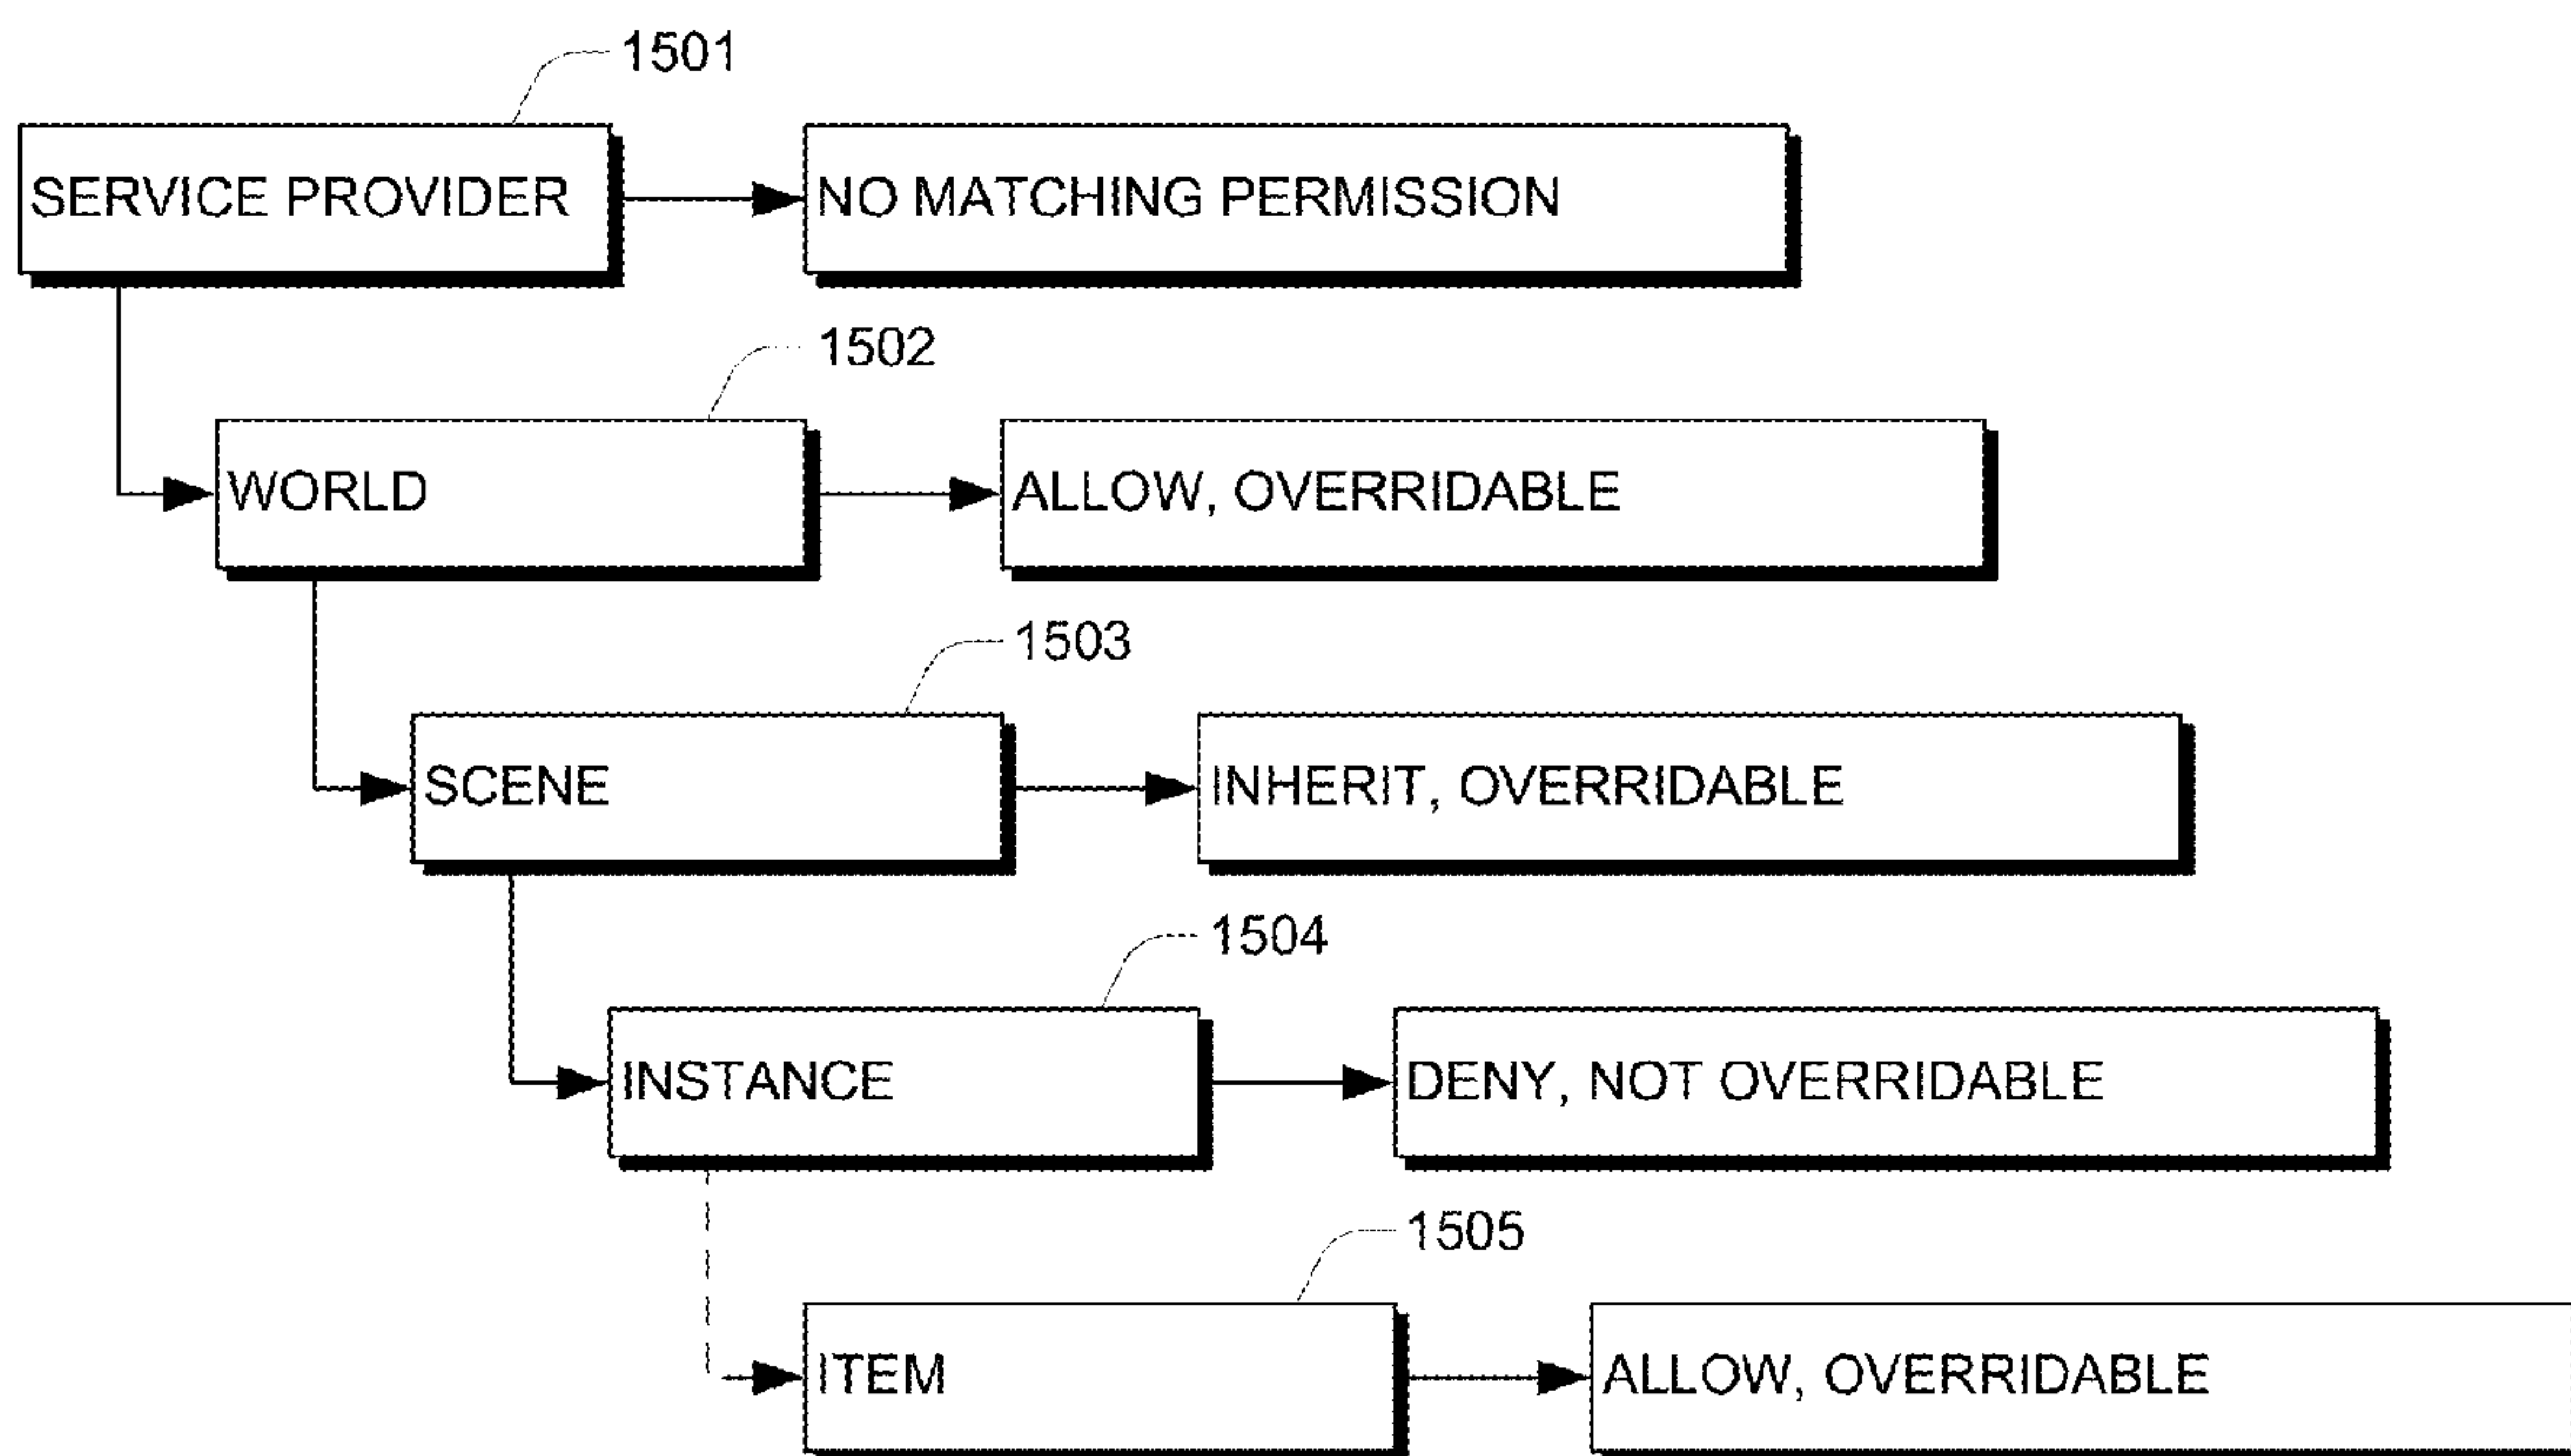 1501
SERVICE PROVIDER
NO MATCHING PERMISSION
1502
WORLD
ALLOW, OVERRIDABLE
1503
SCENE
INHERIT, OVERRIDABLE
1504
INSTANCE
DENY, NOT OVERRIDABLE
1505
ITEM
ALLOW, OVERRIDABLE